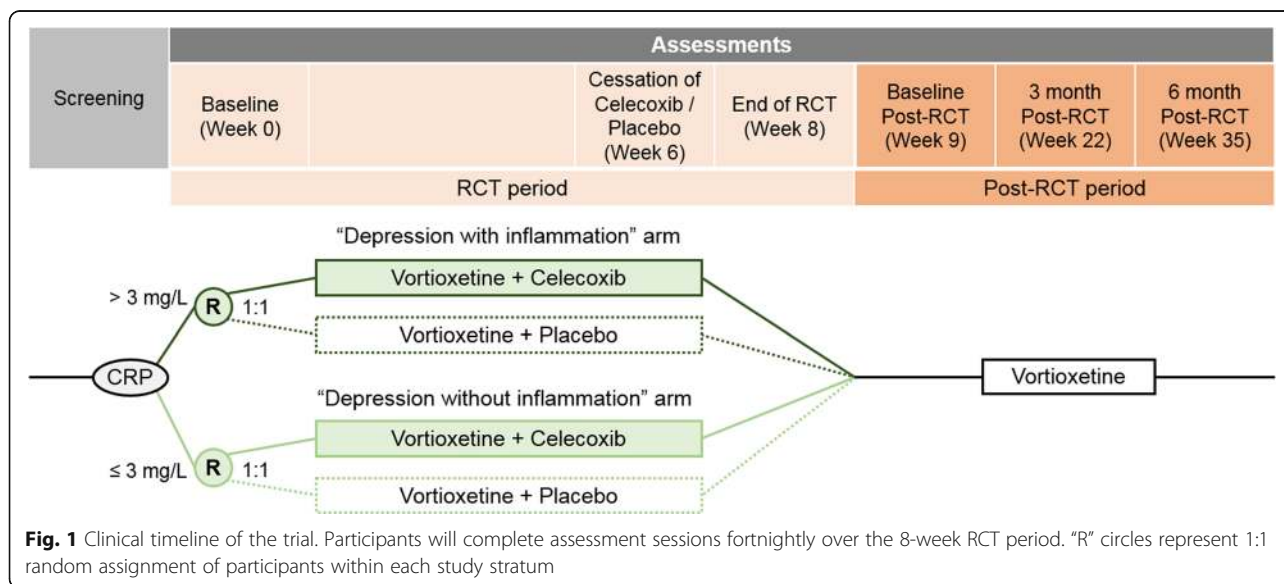 Assessments
Screening
Baseline
(Week 0)
Cessation of
Celecoxib /
Placebo
(Week 6)
End of RCT
(Week 8)
Baseline
Post-RCT
(Week 9)
3 month
Post-RCT
(Week 22)
6 month
Post-RCT
(Week 35)
RCT period
Post-RCT period
"Depression with inflammation" arm
> 3 mg/L
R
1:1
Vortioxetine + Celecoxib
Vortioxetine + Placebo
CRP
Vortioxetine
"Depression without inflammation" arm
≤ 3 mg/L
R
1:1
Vortioxetine + Celecoxib
Vortioxetine + Placebo
Fig. 1 Clinical timeline of the trial. Participants will complete assessment sessions fortnightly over the 8-week RCT period. "R" circles represent 1:1
random assignment of participants within each study stratum